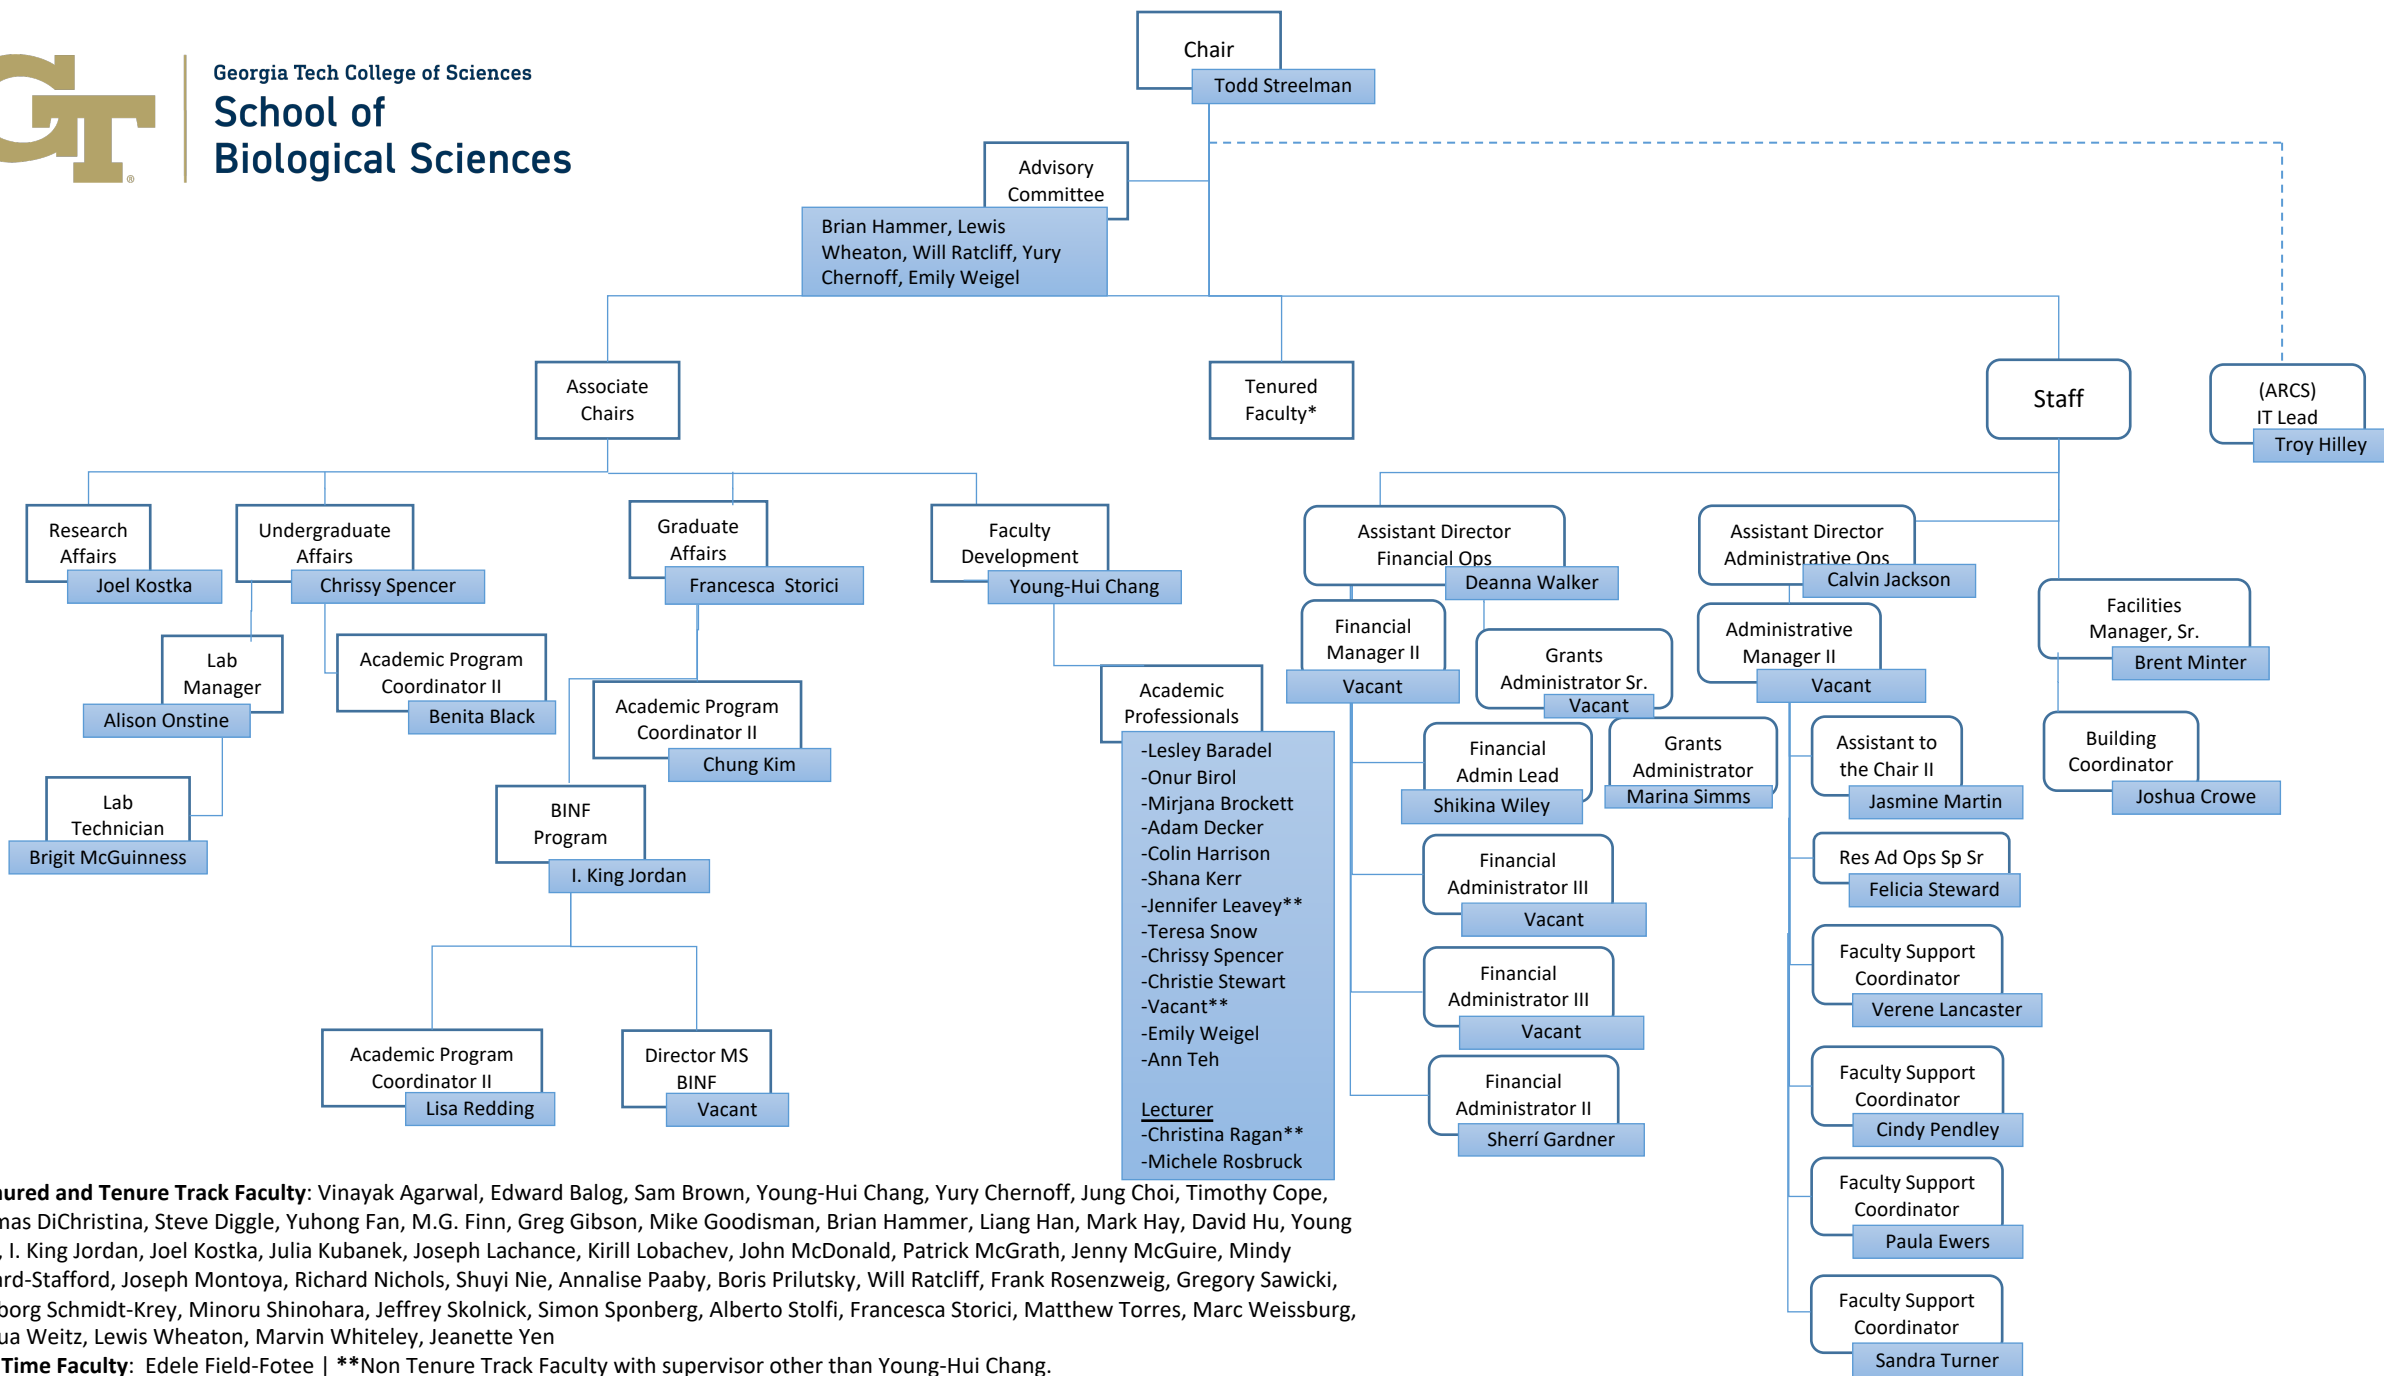 Chair
Todd Streelman
GT
®
Georgia Tech College of Sciences
School of
Biological Sciences
Advisory
Committee
Brian Hammer, Lewis
Wheaton, Will Ratcliff, Yury
Chernoff, Emily Weigel
Associate
Chairs
Tenured
Faculty*
Staff
(ARCS)
IT Lead
Troy Hilley
Research
Affairs
Joel Kostka
Undergraduate
Affairs
Chrissy Spencer
Graduate
Affairs
Francesca Storici
Faculty
Development
Young-Hui Chang
Assistant Director
Financial Ops
Deanna Walker
Assistant Director
Administrative Ops
Calvin Jackson
Facilities
Manager, Sr.
Brent Minter
Lab
Manager
Alison Onstine
Academic Program
Coordinator II
Benita Black
Academic Program
Coordinator II
Chung Kim
Academic
Professionals
-Lesley Baradel
-Onur Birol
-Mirjana Brockett
-Adam Decker
-Colin Harrison
-Shana Kerr
-Jennifer Leavey**
-Teresa Snow
-Chrissy Spencer
-Christie Stewart
-Vacant**
-Emily Weigel
-Ann Teh
Lecturer
-Christina Ragan**
-Michele Rosbruck
Financial
Manager II
Vacant
Grants
Administrator Sr.
Vacant
Administrative
Manager II
Vacant
Financial
Admin Lead
Shikina Wiley
Grants
Administrator
Marina Simms
Assistant to
the Chair II
Jasmine Martin
Building
Coordinator
Joshua Crowe
Lab
Technician
Brigit McGuinness
BINF
Program
I. King Jordan
Financial
Administrator III
Vacant
Res Ad Ops Sp Sr
Felicia Steward
Financial
Administrator III
Vacant
Faculty Support
Coordinator
Verene Lancaster
Academic Program
Coordinator II
Lisa Redding
Director MS
BINF
Vacant
Financial
Administrator II
Sherrí Gardner
Faculty Support
Coordinator
Cindy Pendley
Faculty Support
Coordinator
Paula Ewers
Faculty Support
Coordinator
Sandra Turner
and Tenure Track Faculty: Vinayak Agarwal, Edward Balog, Sam Brown, Young-Hui Chang, Yury Chernoff, Jung Choi, Timothy Cope,
DiChristina, Steve Diggle, Yuhong Fan, M.G. Finn, Greg Gibson, Mike Goodisman, Brian Hammer, Liang Han, Mark Hay, David Hu, Young
, I. King Jordan, Joel Kostka, Julia Kubanek, Joseph Lachance, Kirill Lobachev, John McDonald, Patrick McGrath, Jenny McGuire, Mindy
ard-Stafford, Joseph Montoya, Richard Nichols, Shuyi Nie, Annalise Paaby, Boris Prilutsky, Will Ratcliff, Frank Rosenzweig, Gregory Sawicki,
borg Schmidt-Krey, Minoru Shinohara, Jeffrey Skolnick, Simon Sponberg, Alberto Stolfi, Francesca Storici, Matthew Torres, Marc Weissburg,
ua Weitz, Lewis Wheaton, Marvin Whiteley, Jeanette Yen
Time Faculty: Edele Field-Fotee | **Non Tenure Track Faculty with supervisor other than Young-Hui Chang.